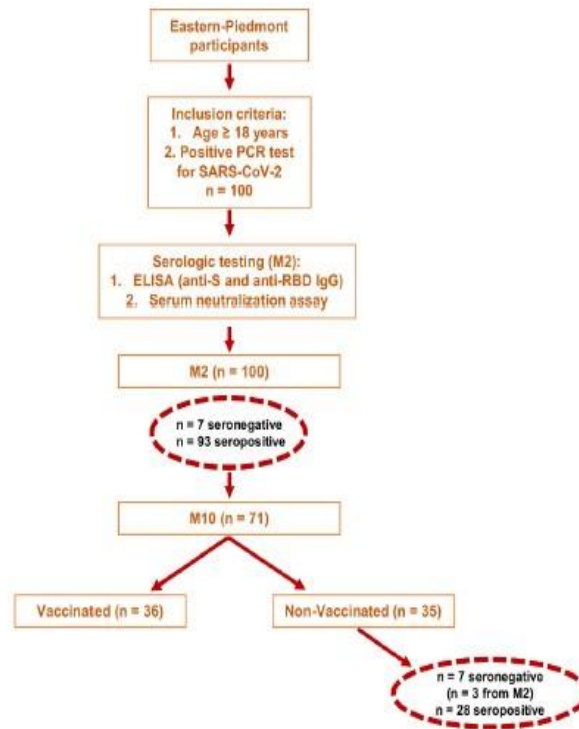 Eastern-Piedmont
participants
Inclusion criteria:
1. Age ≥ 18 years
2. Positive PCR test
for SARS-CoV-2
n = 100
Serologic testing (M2):
1. ELISA (anti-S and anti-RBD IgG)
2. Serum neutralization assay
M2 (n = 100)
n = 7 seronegative
n = 93 seropositive
M10 (n = 71)
Vaccinated (n = 36)
Non-Vaccinated (n = 35)
n = 7 seronegative
(n = 3 from M2)
n = 28 seropositive